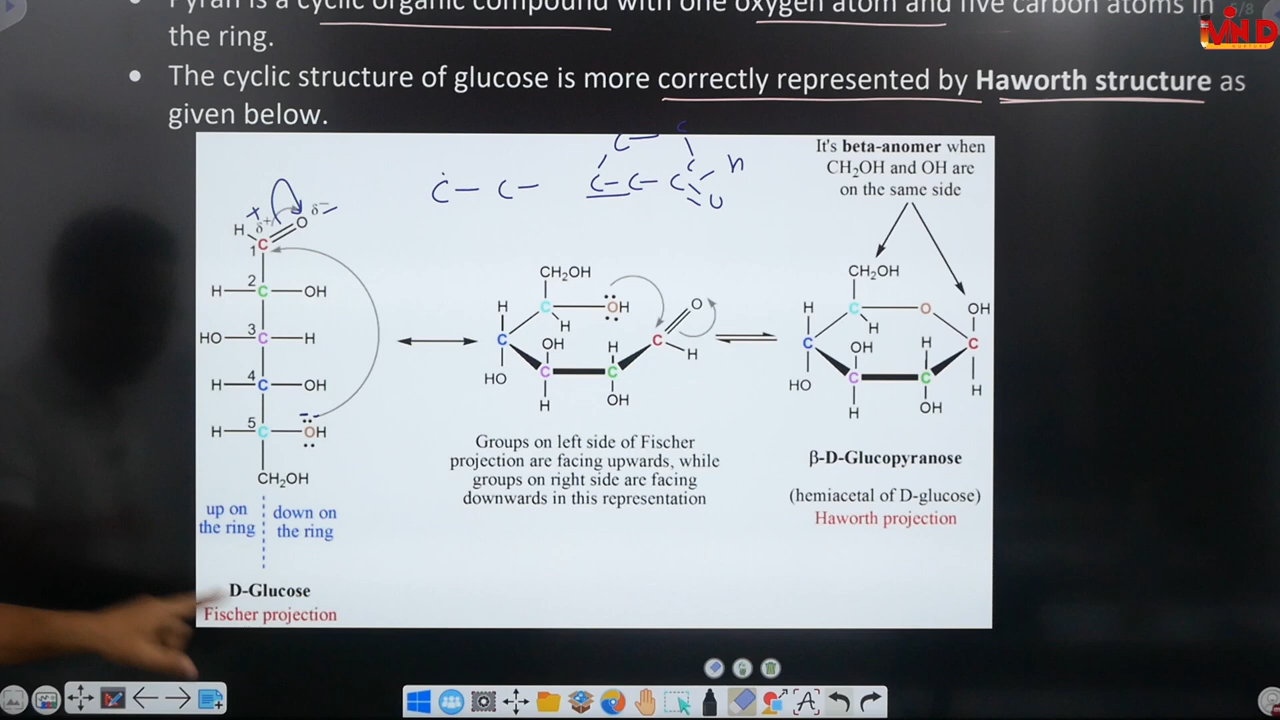 Pyran is a cyclic organic compound with one oxygen atom and five carbon atoms in
the ring.
The cyclic structure of glucose is more correctly represented by Haworth structure as
given below.
5/8
IVIND
It's beta-anomer when
CH₂OH and OH are
on the same side
C – C –
C –
C
C – C – C
H
O
H δ+ + O δ− –
1 C
2
H C OH
HO 3 C H
H 4 C OH
5
H C OH
CH₂OH
up on
the ring
down on
the ring
D-Glucose
Fischer projection
CH₂OH
H C OH O
H
C OH H C
H
HO C C
H OH
Groups on left side of Fischer
projection are facing upwards, while
groups on right side are facing
downwards in this representation
CH₂OH
H C O OH
H
C OH H C
HO C C H
H OH
β-D-Glucopyranose
(hemiacetal of D-glucose)
Haworth projection